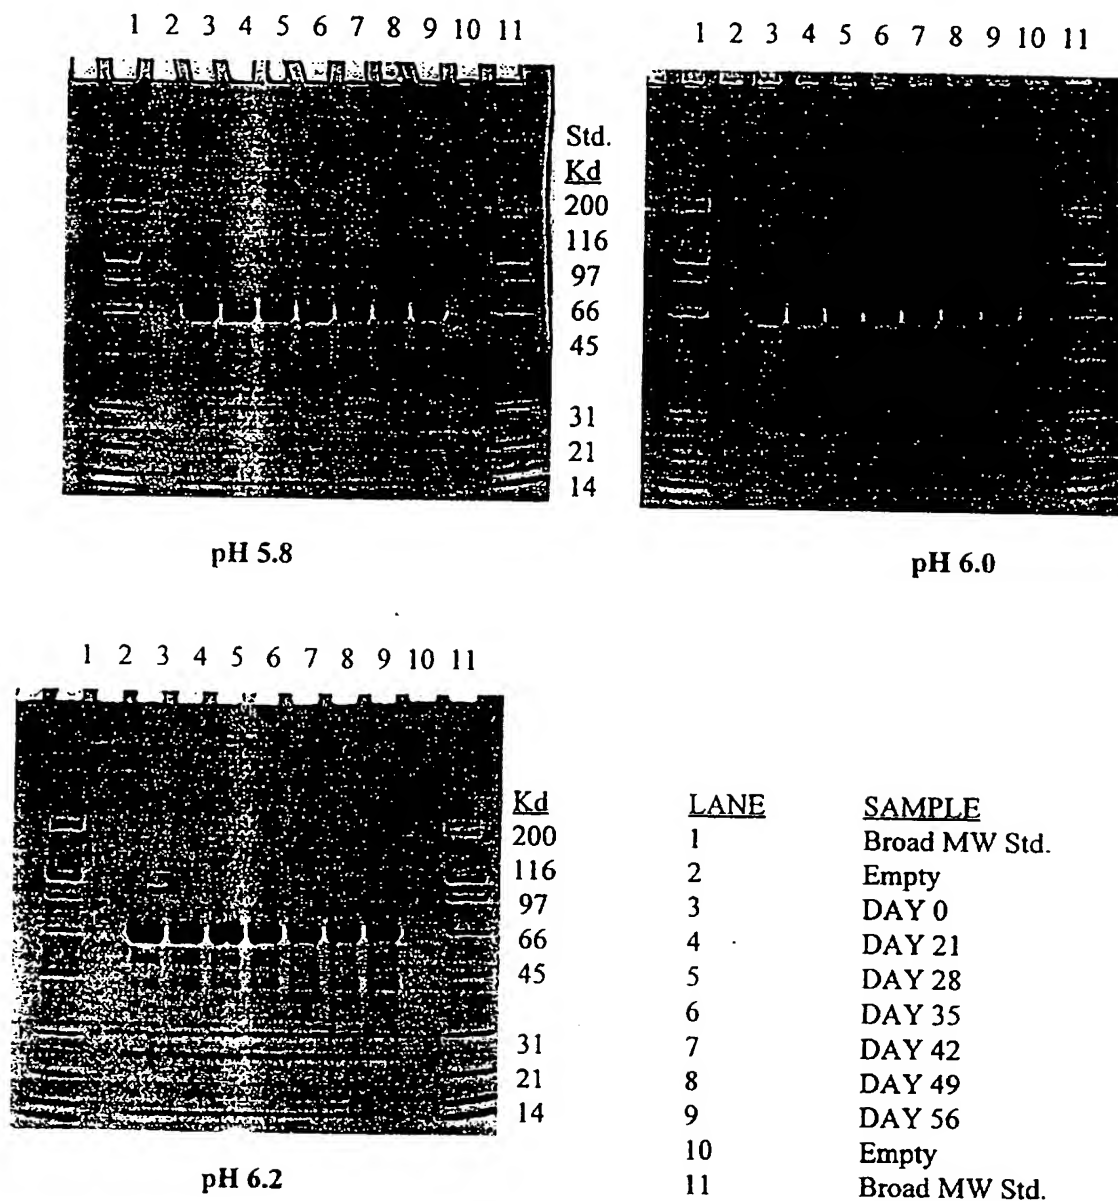 1 2 3 4 5 6 7 8 9 10 11
1 2 3 4 5 6 7 8 9 10 11
Std.
Kd
200
116
97
66
45
31
21
14
pH 5.8
pH 6.0
1 2 3 4 5 6 7 8 9 10 11
Kd
200
116
97
66
45
31
21
14
pH 6.2
LANE SAMPLE
1 Broad MW Std.
2 Empty
3 DAY 0
4 DAY 21
5 DAY 28
6 DAY 35
7 DAY 42
8 DAY 49
9 DAY 56
10 Empty
11 Broad MW Std.